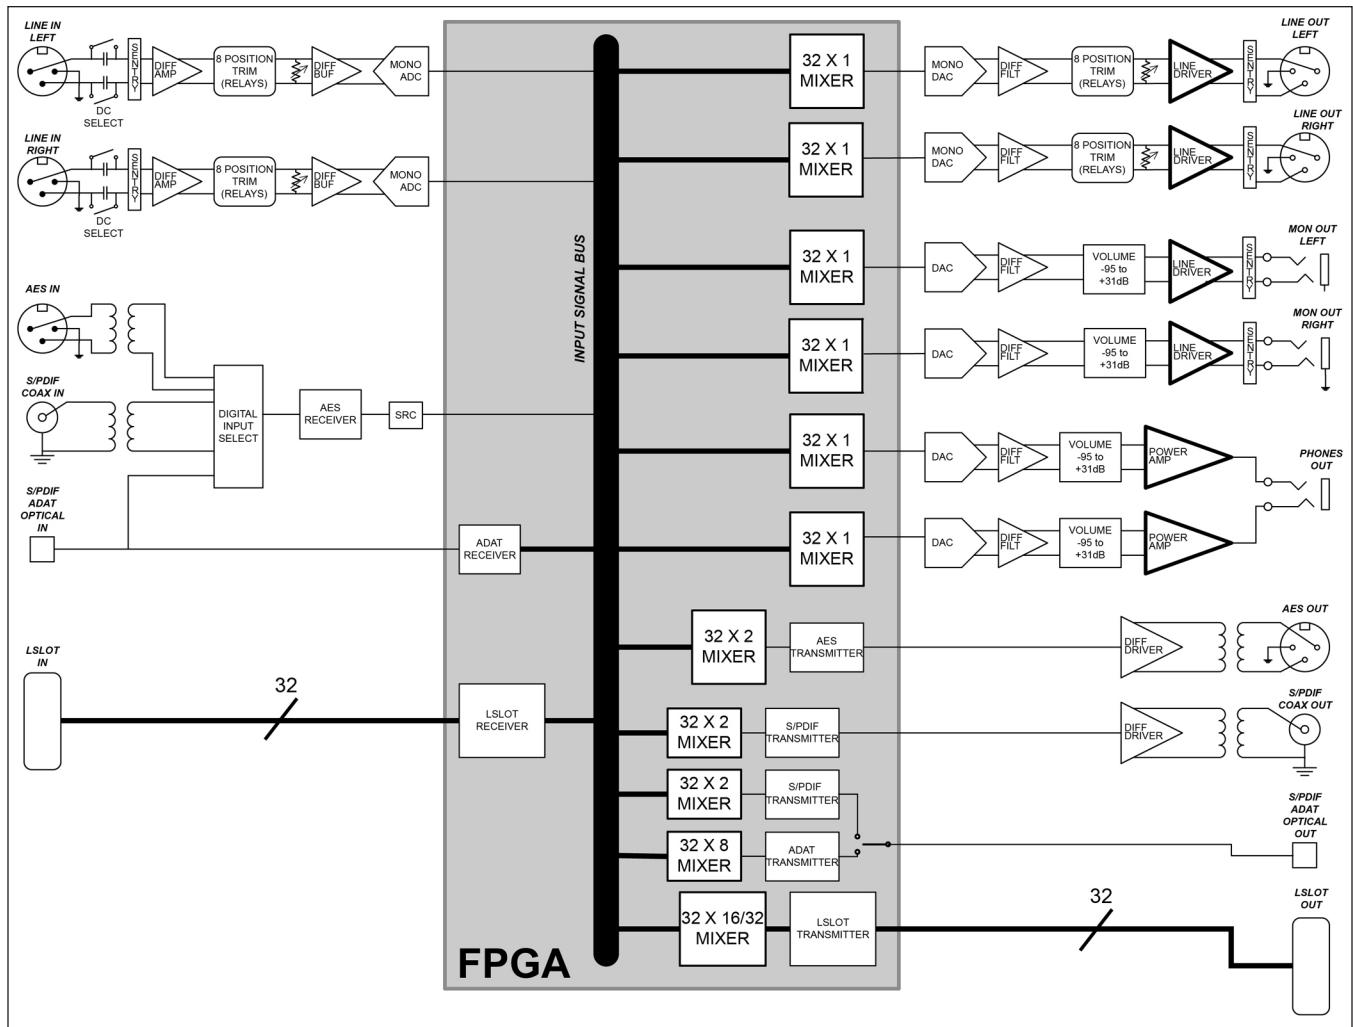 LINE IN
LEFT
SENTRY
DIFF
AMP
8 POSITION
TRIM
(RELAYS)
DIFF
BUF
MONO
ADC
DC
SELECT
LINE IN
RIGHT
SENTRY
DIFF
AMP
8 POSITION
TRIM
(RELAYS)
DIFF
BUF
MONO
ADC
DC
SELECT
AES IN
S/PDIF
COAX IN
DIGITAL
INPUT
SELECT
AES
RECEIVER
SRC
S/PDIF
ADAT
OPTICAL
IN
ADAT
RECEIVER
LSLOT
IN
32
LSLOT
RECEIVER
INPUT SIGNAL BUS
FPGA
32 X 1
MIXER
MONO
DAC
DIFF
FILT
8 POSITION
TRIM
(RELAYS)
LINE
DRIVER
SENTRY
LINE OUT
LEFT
32 X 1
MIXER
MONO
DAC
DIFF
FILT
8 POSITION
TRIM
(RELAYS)
LINE
DRIVER
SENTRY
LINE OUT
RIGHT
32 X 1
MIXER
DAC
DIFF
FILT
VOLUME
-95 to
+31dB
LINE
DRIVER
SENTRY
MON OUT
LEFT
32 X 1
MIXER
DAC
DIFF
FILT
VOLUME
-95 to
+31dB
LINE
DRIVER
SENTRY
MON OUT
RIGHT
32 X 1
MIXER
DAC
DIFF
FILT
VOLUME
-95 to
+31dB
POWER
AMP
PHONES
OUT
32 X 1
MIXER
DAC
DIFF
FILT
VOLUME
-95 to
+31dB
POWER
AMP
32 X 2
MIXER
AES
TRANSMITTER
DIFF
DRIVER
AES OUT
32 X 2
MIXER
S/PDIF
TRANSMITTER
DIFF
DRIVER
S/PDIF
COAX OUT
32 X 2
MIXER
S/PDIF
TRANSMITTER
32 X 8
MIXER
ADAT
TRANSMITTER
S/PDIF
ADAT
OPTICAL
OUT
32 X 16/32
MIXER
LSLOT
TRANSMITTER
32
LSLOT
OUT